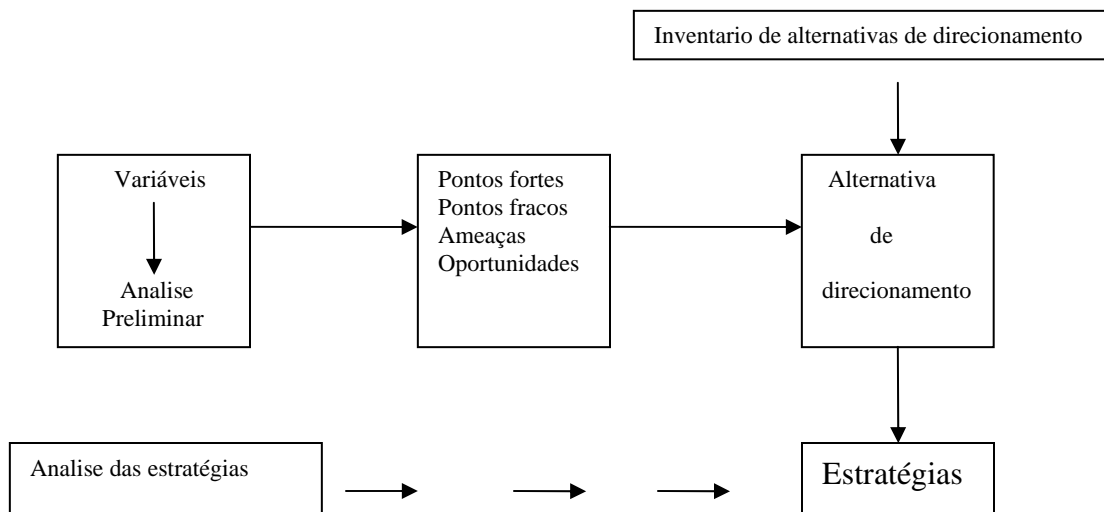 Inventario de alternativas de direcionamento
Variáveis
Analise
Preliminar
Pontos fortes
Pontos fracos
Ameaças
Oportunidades
Alternativa
de
direcionamento
Analise das estratégias
Estratégias